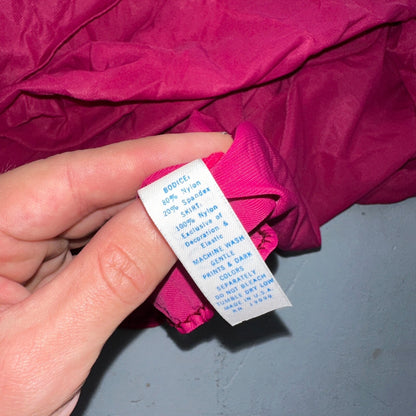 BODICE:
80% Nylon
20% Spandex
SKIRT:
100% Nylon
Exclusive of
Decoration &
Elastic
MACHINE WASH
GENTLE
PRINTS & DARK
COLORS
SEPARATELY
DO NOT BLEACH
TUMBLE DRY LOW
MADE IN U.S.A.
RN